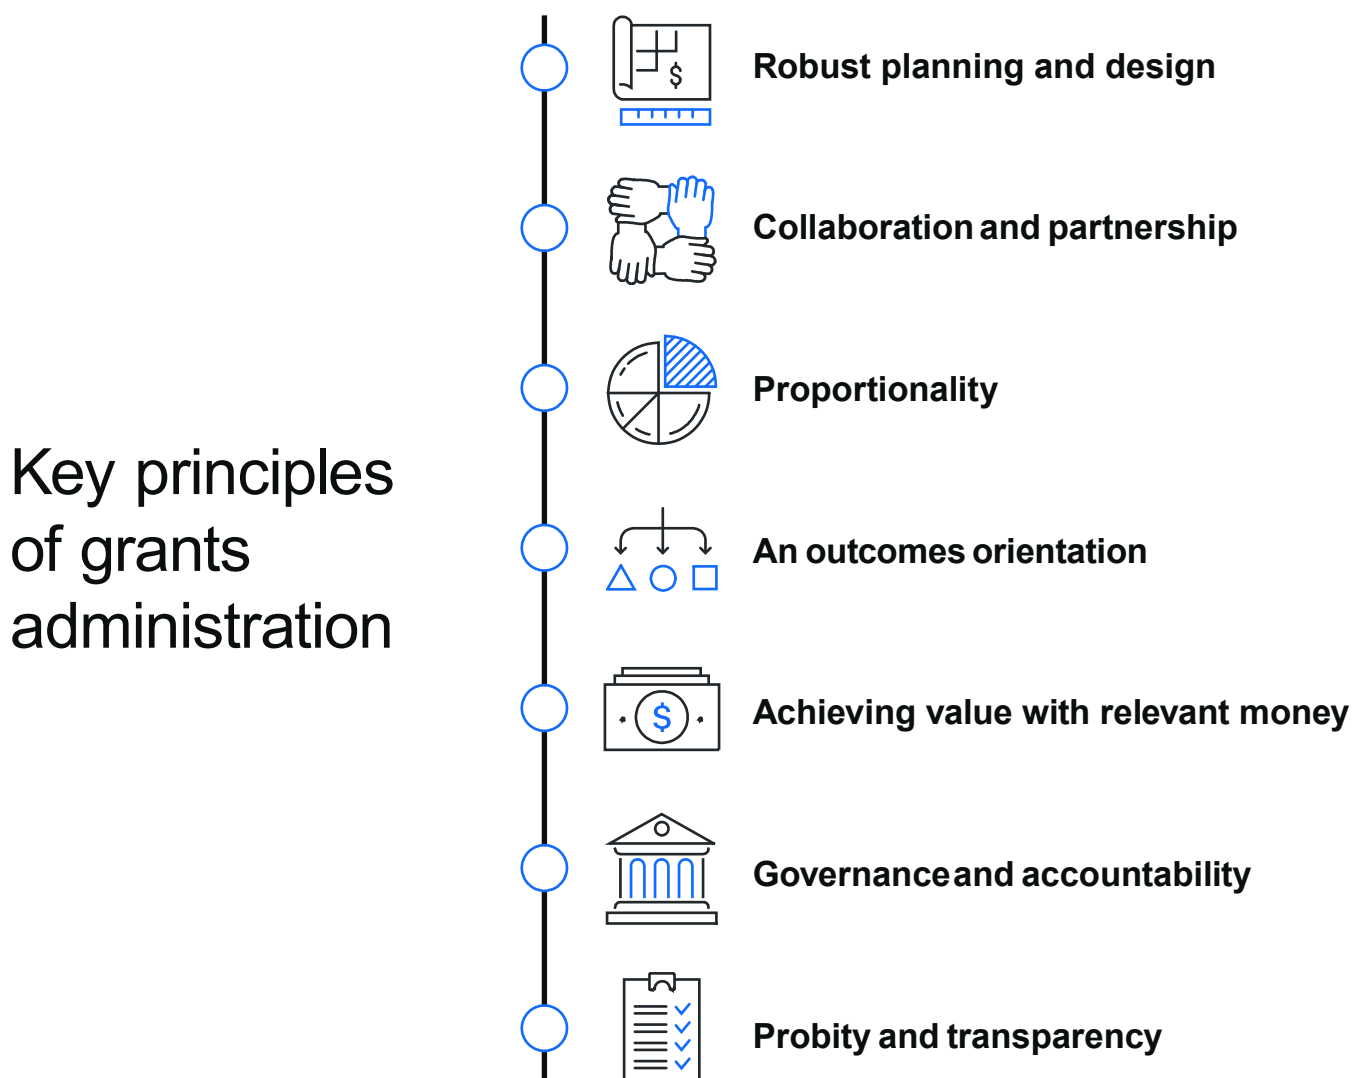 Key principles
of grants
administration
$
Robust planning and design
Collaboration and partnership
Proportionality
An outcomes orientation
$
Achieving value with relevant money
Governance and accountability
Probity and transparency